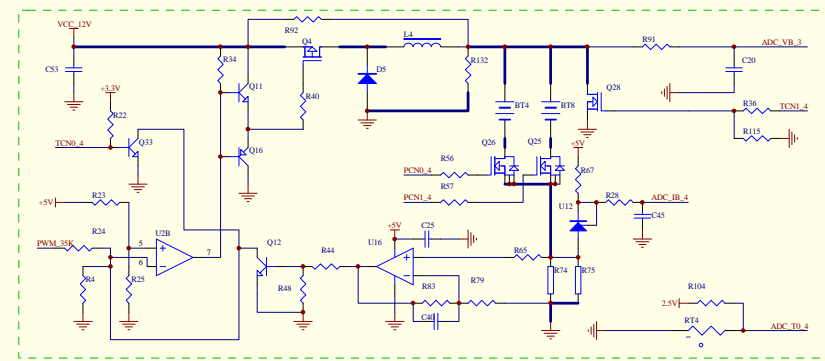 R92
VCC_12V
Q4
L4
R91
ADC_VB_3
C53
R34
D5
R132
C20
+3.3V
Q11
R40
BT4
BT8
Q28
R36
TCN1_4
R22
TCN0_4
Q33
Q16
Q26
Q25
+5V
R115
PCN0_4
R56
R67
PCN1_4
R57
R28
ADC_IB_4
+5V
R23
U12
C45
R24
U2B
+5V
C25
PWM_35K
5
6
7
Q12
R44
U16
R65
R4
R25
R48
R83
R79
R74
R75
R104
2.5V
C40
RT4
ADC_T0_4